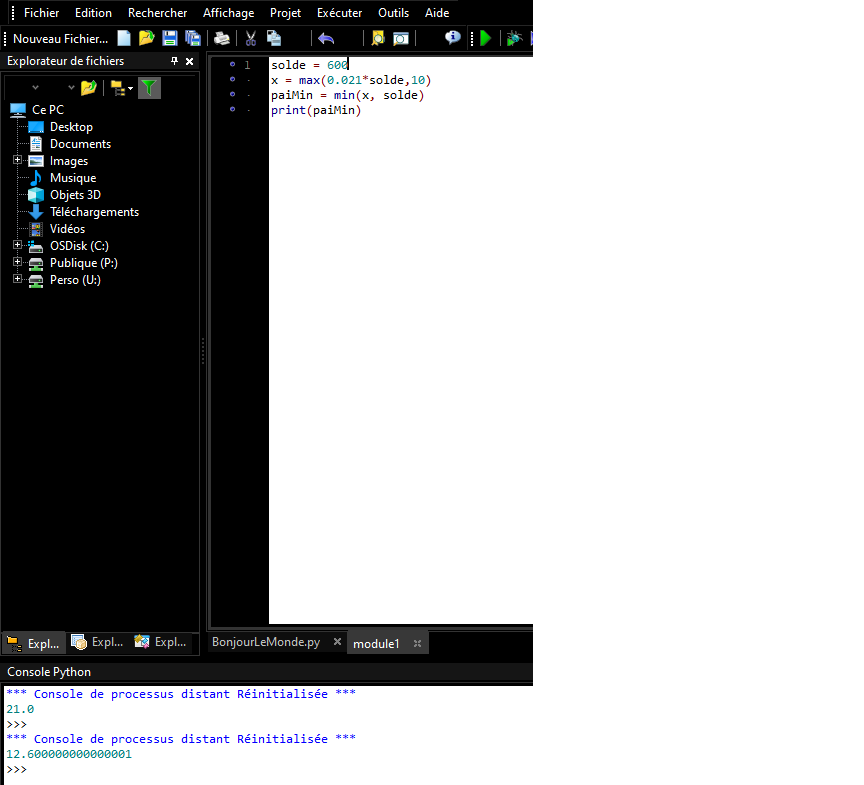 Fichier Edition Rechercher Affichage Projet Exécuter Outils Aide
Nouveau Fichier...
Explorateur de fichiers
Ce PC
Desktop
Documents
Images
Musique
Objets 3D
Téléchargements
Vidéos
OSDisk (C:)
Publique (P:)
Perso (U:)
Expl... Expl... Expl...
1 solde = 600
x = max(0.021*solde,10)
paiMin = min(x, solde)
print(paiMin)
BonjourLeMonde.py module1
Console Python
*** Console de processus distant Réinitialisée ***
21.0
>>>
*** Console de processus distant Réinitialisée ***
12.600000000000001
>>>